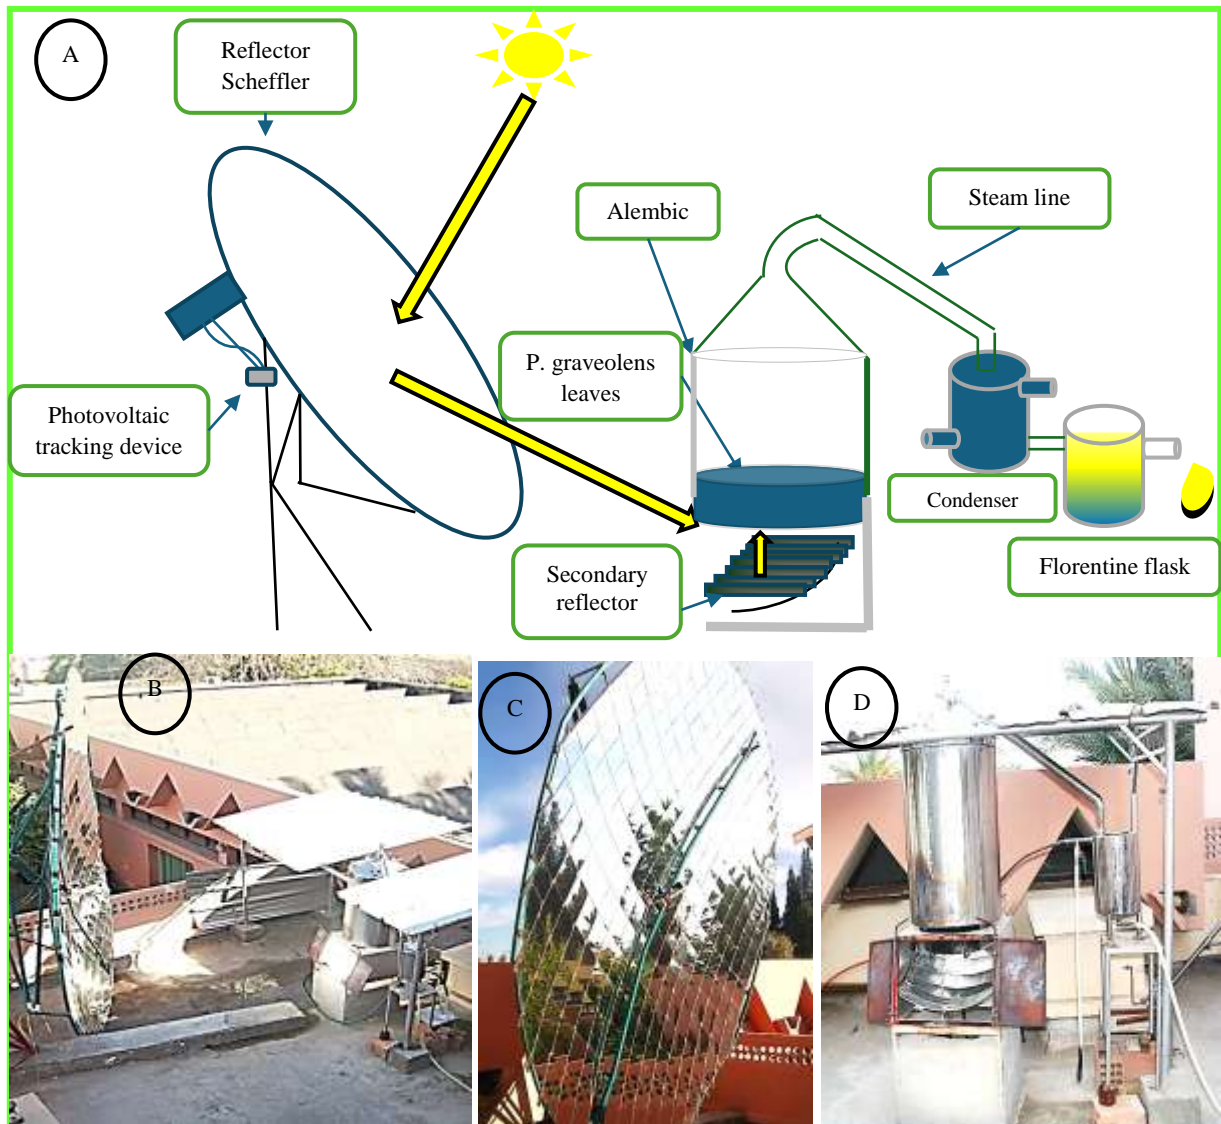 A
Reflector
Scheffler
Alembic
Steam line
P. graveolens
leaves
Photovoltaic
tracking device
Condenser
Secondary
reflector
Florentine flask
B
C
D